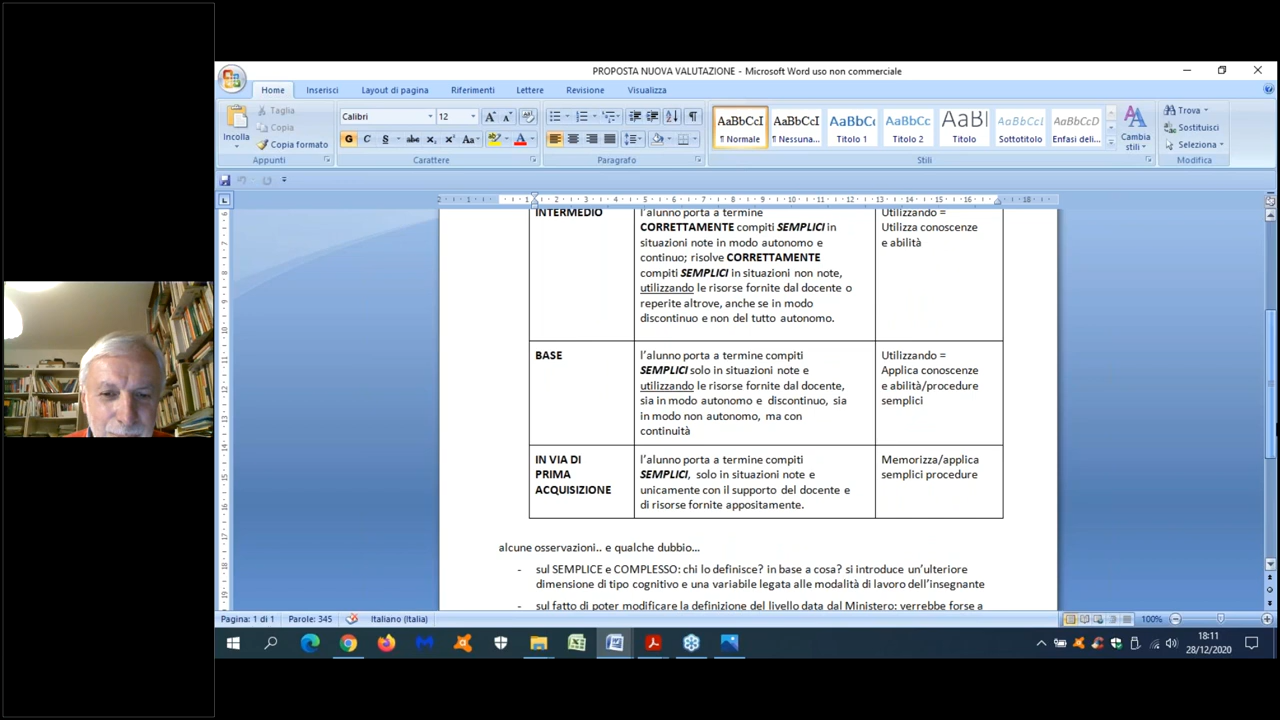 PROPOSTA NUOVA VALUTAZIONE - Microsoft Word uso non commerciale
Home Inserisci Layout di pagina Riferimenti Lettere Revisione Visualizza
Incolla
Taglia
Copia
Copia formato
Appunti
Calibri 12
G C S abc x₂ x² Aa
Carattere
Paragrafo
AaBbCcI AaBbCcI AaBbCc AaBbCc AaBbCcI AaBbCcI AaBbCcD
¶ Normale ¶ Nessuna... Titolo 1 Titolo 2 Titolo Sottotitolo Enfasi deli...
Stili
Cambia
stili
Trova
Sostituisci
Seleziona
Modifica
INTERMEDIO
l'alunno porta a termine
CORRETTAMENTE compiti SEMPLICI in
situazioni note in modo autonomo e
continuo; risolve CORRETTAMENTE
compiti SEMPLICI in situazioni non note,
utilizzando le risorse fornite dal docente o
reperite altrove, anche se in modo
discontinuo e non del tutto autonomo.
Utilizzando =
Utilizza conoscenze
e abilità
BASE
l'alunno porta a termine compiti
SEMPLICI solo in situazioni note e
utilizzando le risorse fornite dal docente,
sia in modo autonomo e discontinuo, sia
in modo non autonomo, ma con
continuità
Utilizzando =
Applica conoscenze
e abilità/procedure
semplici
IN VIA DI
PRIMA
ACQUISIZIONE
l'alunno porta a termine compiti
SEMPLICI, solo in situazioni note e
unicamente con il supporto del docente e
di risorse fornite appositamente.
Memorizza/applica
semplici procedure
alcune osservazioni.. e qualche dubbio...
- sul SEMPLICE e COMPLESSO: chi lo definisce? in base a cosa? si introduce un'ulteriore
dimensione di tipo cognitivo e una variabile legata alle modalità di lavoro dell'insegnante
- sul fatto di poter modificare la definizione del livello data dal Ministero: verrebbe forse a
Pagina: 1 di 1 Parole: 345 Italiano (Italia) 100%
18:11
28/12/2020